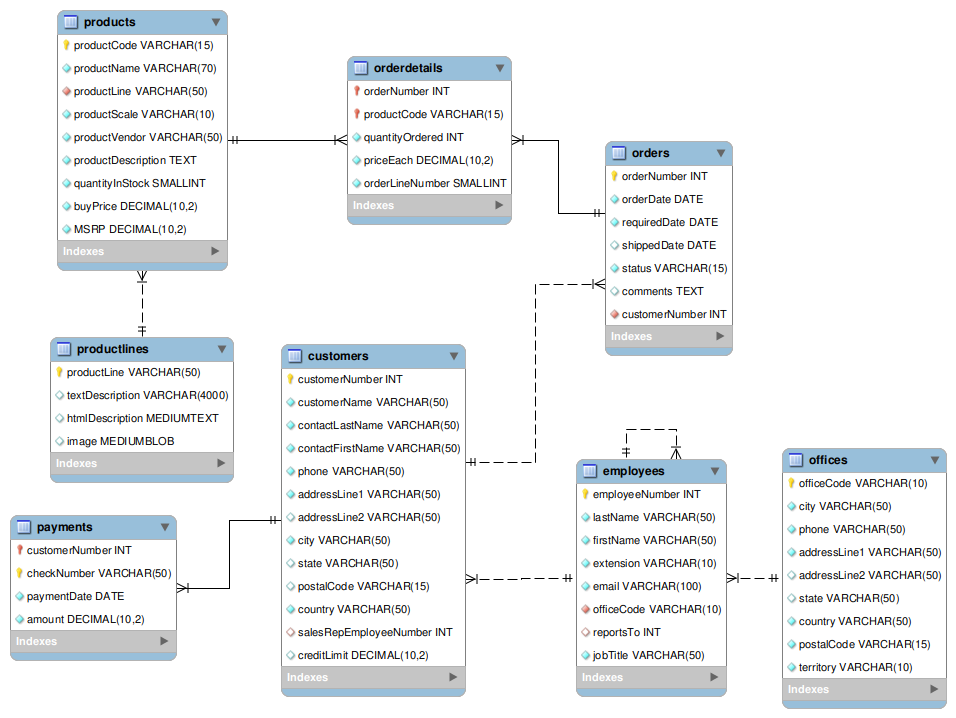 products
productCode VARCHAR(15)
productName VARCHAR(70)
productLine VARCHAR(50)
productScale VARCHAR(10)
productVendor VARCHAR(50)
productDescription TEXT
quantityInStock SMALLINT
buyPrice DECIMAL(10,2)
MSRP DECIMAL(10,2)
Indexes
orderdetails
orderNumber INT
productCode VARCHAR(15)
quantityOrdered INT
priceEach DECIMAL(10,2)
orderLineNumber SMALLINT
Indexes
orders
orderNumber INT
orderDate DATE
requiredDate DATE
shippedDate DATE
status VARCHAR(15)
comments TEXT
customerNumber INT
Indexes
productlines
productLine VARCHAR(50)
textDescription VARCHAR(4000)
htmlDescription MEDIUMTEXT
image MEDIUMBLOB
Indexes
customers
customerNumber INT
customerName VARCHAR(50)
contactLastName VARCHAR(50)
contactFirstName VARCHAR(50)
phone VARCHAR(50)
addressLine1 VARCHAR(50)
addressLine2 VARCHAR(50)
city VARCHAR(50)
state VARCHAR(50)
postalCode VARCHAR(15)
country VARCHAR(50)
salesRepEmployeeNumber INT
creditLimit DECIMAL(10,2)
Indexes
payments
customerNumber INT
checkNumber VARCHAR(50)
paymentDate DATE
amount DECIMAL(10,2)
Indexes
employees
employeeNumber INT
lastName VARCHAR(50)
firstName VARCHAR(50)
extension VARCHAR(10)
email VARCHAR(100)
officeCode VARCHAR(10)
reportsTo INT
jobTitle VARCHAR(50)
Indexes
offices
officeCode VARCHAR(10)
city VARCHAR(50)
phone VARCHAR(50)
addressLine1 VARCHAR(50)
addressLine2 VARCHAR(50)
state VARCHAR(50)
country VARCHAR(50)
postalCode VARCHAR(15)
territory VARCHAR(10)
Indexes